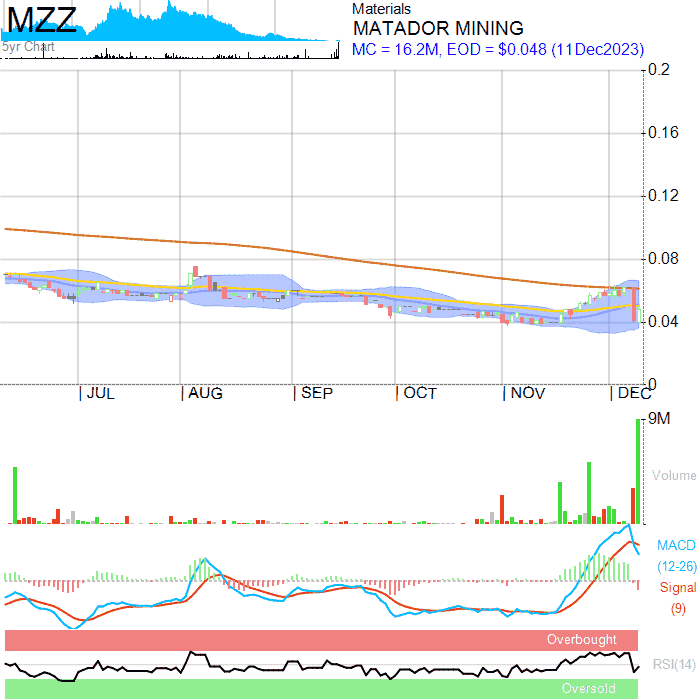 MZZ
5yr Chart
Materials
MATADOR MINING
MC = 16.2M, EOD = $0.048 (11Dec2023)
0.2
0.16
0.12
0.08
0.04
0
JUL AUG SEP OCT NOV DEC
9M
Volume
MACD
(12-26)
Signal
(9)
Overbought
RSI(14)
Oversold